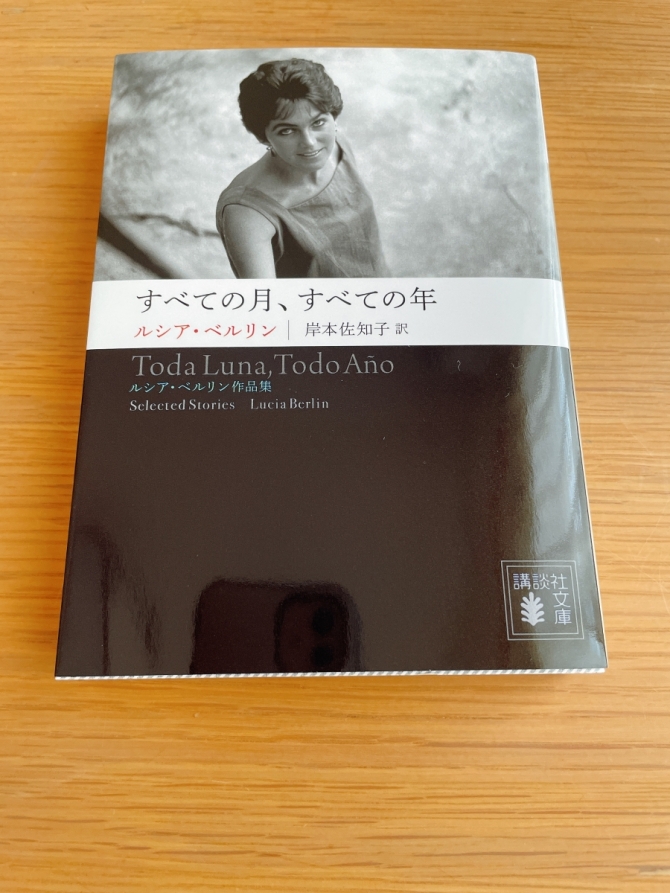 すべての月、すべての年
ルシア・ベルリン｜岸本佐知子 訳
Toda Luna, Todo Año
ルシア・ベルリン作品集
Selected Stories Lucia Berlin
講談社文庫